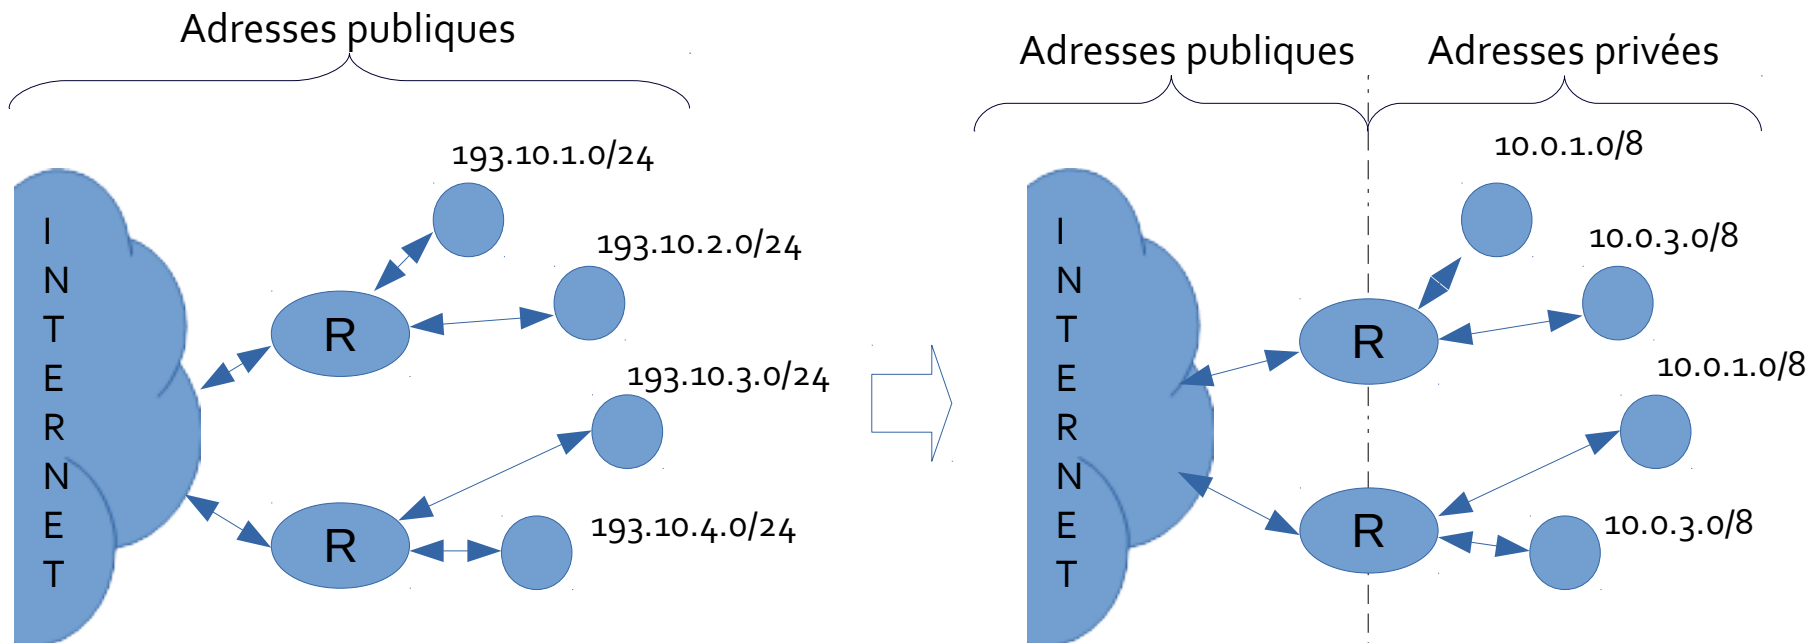 Adresses publiques
193.10.1.0/24
193.10.2.0/24
193.10.3.0/24
193.10.4.0/24
INTERNET
R
R
Adresses publiques
Adresses privées
10.0.1.0/8
10.0.3.0/8
10.0.1.0/8
10.0.3.0/8
INTERNET
R
R